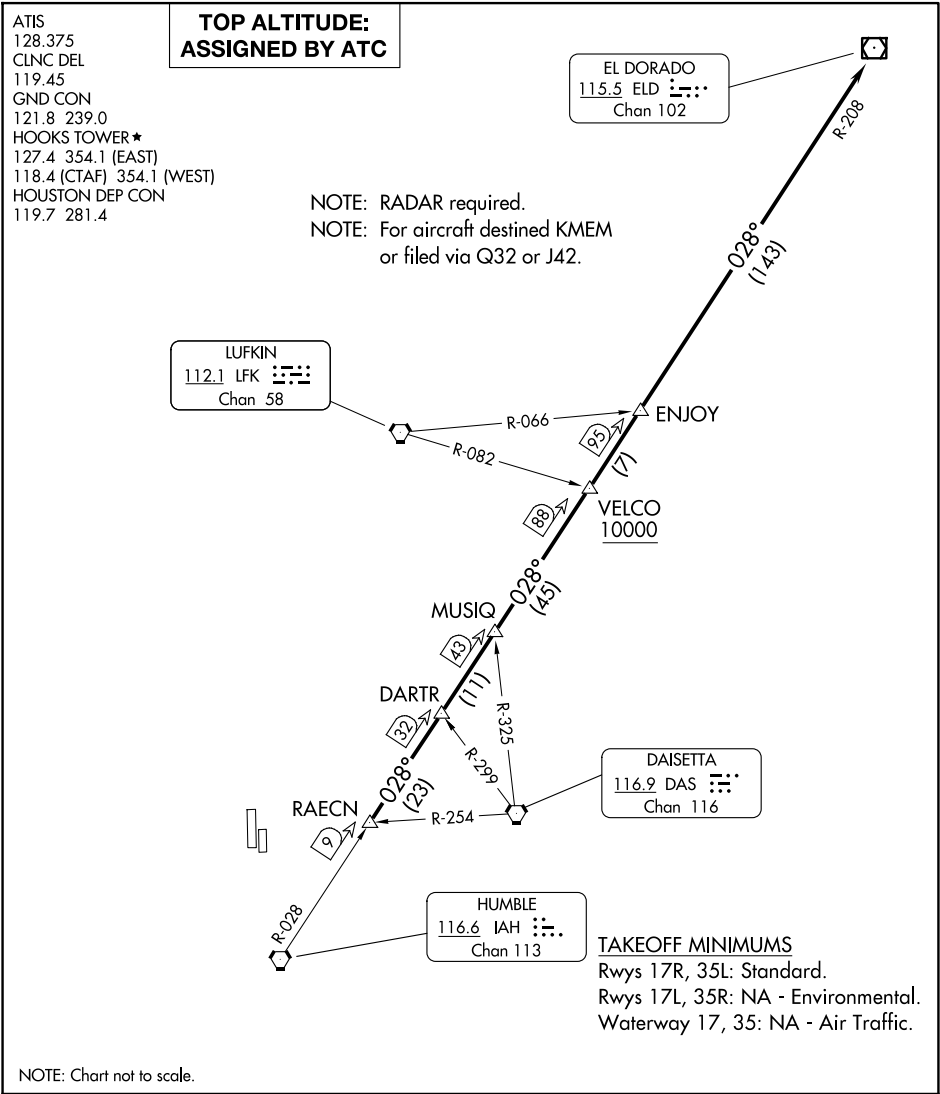 ATIS
128.375
CLNC DEL
119.45
GND CON
121.8 239.0
HOOKS TOWER★
127.4 354.1 (EAST)
118.4 (CTAF) 354.1 (WEST)
HOUSTON DEP CON
119.7 281.4
TOP ALTITUDE:
ASSIGNED BY ATC
EL DORADO
115.5 ELD
Chan 102
R-208
NOTE: RADAR required.
NOTE: For aircraft destined KMEM
or filed via Q32 or J42.
028°
(143)
LUFKIN
112.1 LFK
Chan 58
R-066
R-082
ENJOY
95
(7)
VELCO
10000
88
028°
(45)
MUSIQ
43
(11)
DARTR
32
R-325
R-299
028°
(23)
DAISETTA
116.9 DAS
Chan 116
RAECN
R-254
9
R-028
HUMBLE
116.6 IAH
Chan 113
TAKEOFF MINIMUMS
Rwys 17R, 35L: Standard.
Rwys 17L, 35R: NA - Environmental.
Waterway 17, 35: NA - Air Traffic.
NOTE: Chart not to scale.